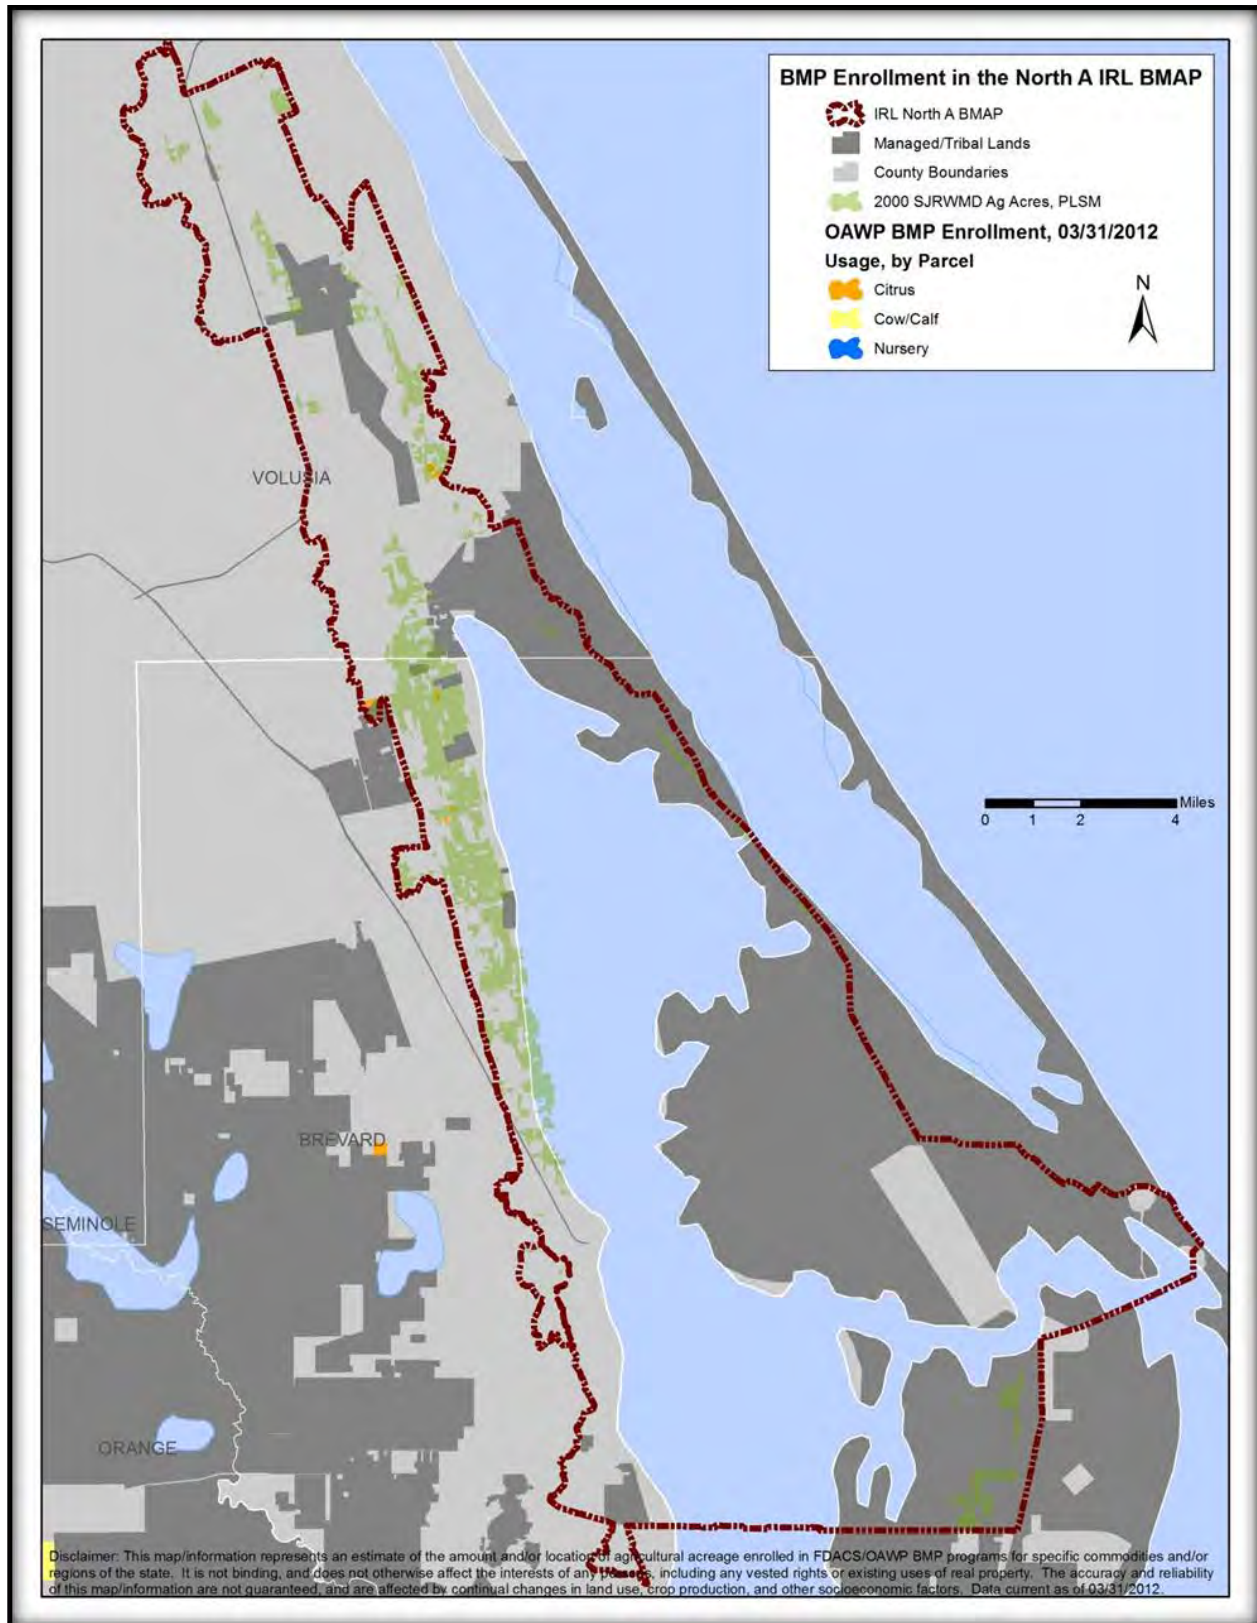 BMP Enrollment in the North A IRL BMAP
IRL North A BMAP
Managed/Tribal Lands
County Boundaries
2000 SJRWMD Ag Acres, PLSM
OAWP BMP Enrollment, 03/31/2012
Usage, by Parcel
Citrus
Cow/Calf
Nursery
N
VOLUSIA
Miles
0 1 2 4
BREVARD
SEMINOLE
ORANGE
Disclaimer: This map/information represents an estimate of the amount and/or location of agricultural acreage enrolled in FDACS/OAWP BMP programs for specific commodities and/or
regions of the state. It is not binding, and does not otherwise affect the interests of any persons, including any vested rights or existing uses of real property. The accuracy and reliability
of this map/information are not guaranteed, and are affected by continual changes in land use, crop production, and other socioeconomic factors. Data current as of 03/31/2012.